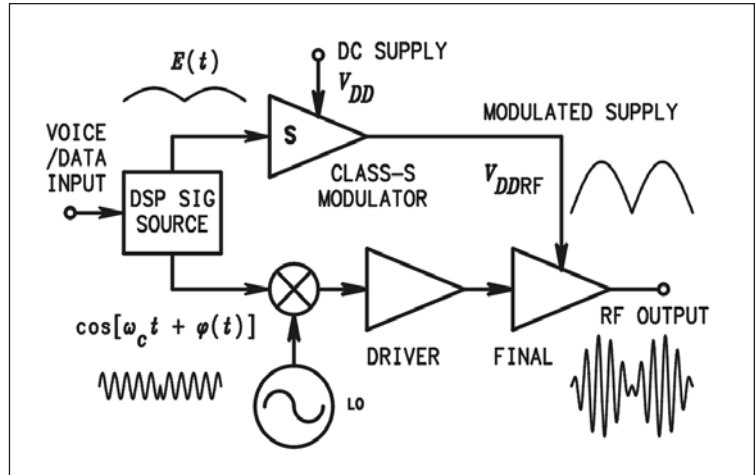 E(t)
DC SUPPLY
V_DD
MODULATED SUPPLY
VOICE
/DATA
INPUT
S
CLASS-S
MODULATOR
V_DDRF
DSP SIG
SOURCE
cos[ω_c t + φ(t)]
DRIVER
FINAL
RF OUTPUT
LO